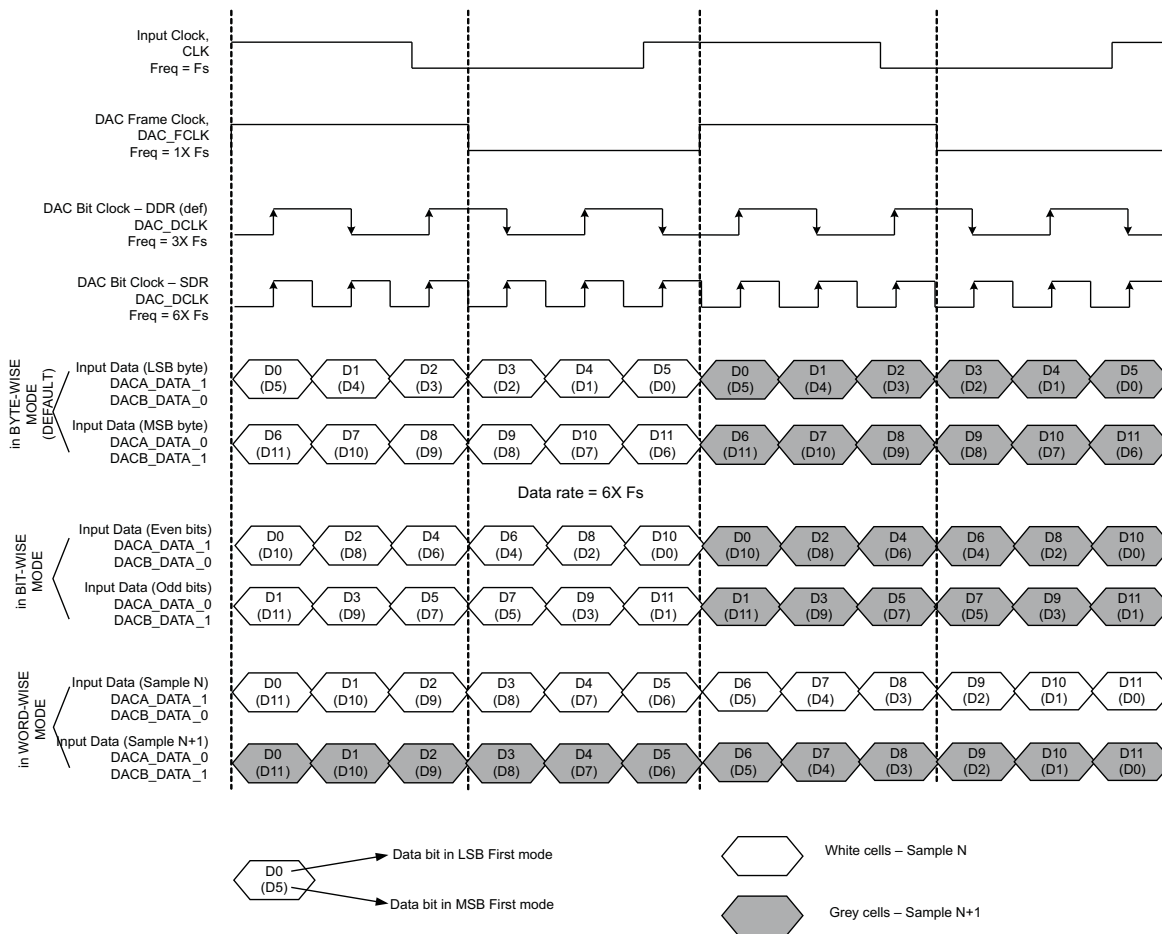 Input Clock,
CLK
Freq = Fs
DAC Frame Clock,
DAC_FCLK
Freq = 1X Fs
DAC Bit Clock – DDR (def)
DAC_DCLK
Freq = 3X Fs
DAC Bit Clock – SDR
DAC_DCLK
Freq = 6X Fs
in BYTE-WISE
MODE
(DEFAULT)
Input Data (LSB byte)
DACA_DATA_1
DACB_DATA_0
D0 D1 D2 D3 D4 D5 D0 D1 D2 D3 D4 D5
(D5) (D4) (D3) (D2) (D1) (D0) (D5) (D4) (D3) (D2) (D1) (D0)
Input Data (MSB byte)
DACA_DATA_0
DACB_DATA_1
D6 D7 D8 D9 D10 D11 D6 D7 D8 D9 D10 D11
(D11) (D10) (D9) (D8) (D7) (D6) (D11) (D10) (D9) (D8) (D7) (D6)
Data rate = 6X Fs
in BIT-WISE
MODE
Input Data (Even bits)
DACA_DATA_1
DACB_DATA_0
D0 D2 D4 D6 D8 D10 D0 D2 D4 D6 D8 D10
(D10) (D8) (D6) (D4) (D2) (D0) (D10) (D8) (D6) (D4) (D2) (D0)
Input Data (Odd bits)
DACA_DATA_0
DACB_DATA_1
D1 D3 D5 D7 D9 D11 D1 D3 D5 D7 D9 D11
(D11) (D9) (D7) (D5) (D3) (D1) (D11) (D9) (D7) (D5) (D3) (D1)
in WORD-WISE
MODE
Input Data (Sample N)
DACA_DATA_1
DACB_DATA_0
D0 D1 D2 D3 D4 D5 D6 D7 D8 D9 D10 D11
(D11) (D10) (D9) (D8) (D7) (D6) (D5) (D4) (D3) (D2) (D1) (D0)
Input Data (Sample N+1)
DACA_DATA_0
DACB_DATA_1
D0 D1 D2 D3 D4 D5 D6 D7 D8 D9 D10 D11
(D11) (D10) (D9) (D8) (D7) (D6) (D5) (D4) (D3) (D2) (D1) (D0)
D0
(D5)
Data bit in LSB First mode
Data bit in MSB First mode
White cells – Sample N
Grey cells – Sample N+1